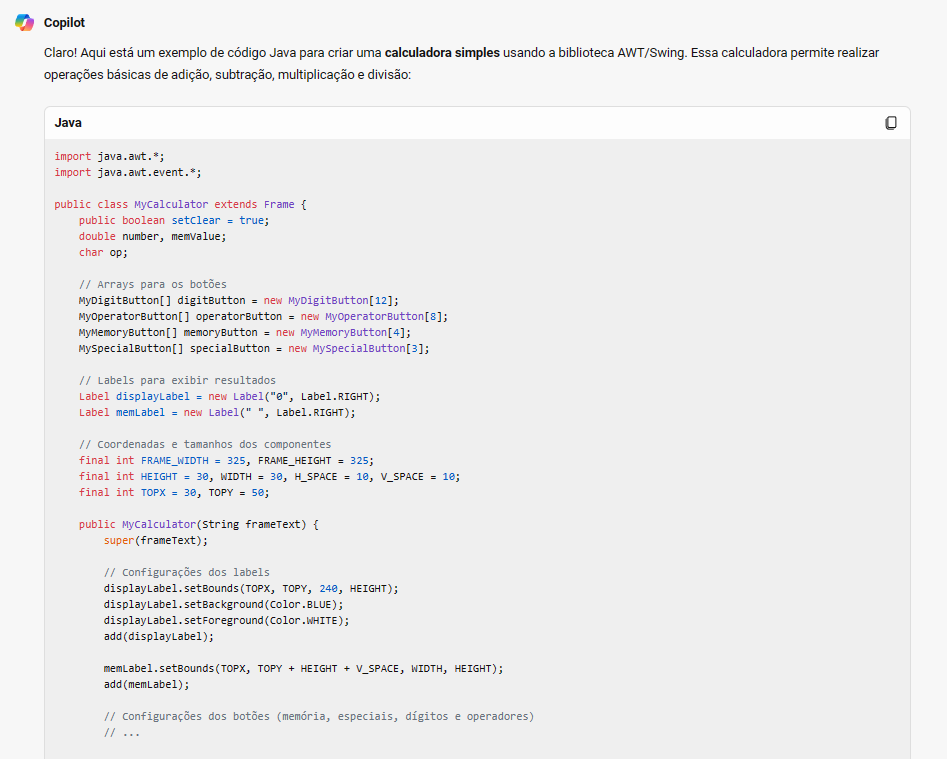 Copilot
Claro! Aqui está um exemplo de código Java para criar uma calculadora simples usando a biblioteca AWT/Swing. Essa calculadora permite realizar
operações básicas de adição, subtração, multiplicação e divisão:
Java
import java.awt.*;
import java.awt.event.*;
public class MyCalculator extends Frame {
public boolean setClear = true;
double number, memValue;
char op;
// Arrays para os botões
MyDigitButton[] digitButton = new MyDigitButton[12];
MyOperatorButton[] operatorButton = new MyOperatorButton[8];
MyMemoryButton[] memoryButton = new MyMemoryButton[4];
MySpecialButton[] specialButton = new MySpecialButton[3];
// Labels para exibir resultados
Label displayLabel = new Label("0", Label.RIGHT);
Label memLabel = new Label(" ", Label.RIGHT);
// Coordenadas e tamanhos dos componentes
final int FRAME_WIDTH = 325, FRAME_HEIGHT = 325;
final int HEIGHT = 30, WIDTH = 30, H_SPACE = 10, V_SPACE = 10;
final int TOPX = 30, TOPY = 50;
public MyCalculator(String frameText) {
super(frameText);
// Configurações dos labels
displayLabel.setBounds(TOPX, TOPY, 240, HEIGHT);
displayLabel.setBackground(Color.BLUE);
displayLabel.setForeground(Color.WHITE);
add(displayLabel);
memLabel.setBounds(TOPX, TOPY + HEIGHT + V_SPACE, WIDTH, HEIGHT);
add(memLabel);
// Configurações dos botões (memória, especiais, dígitos e operadores)
// ...